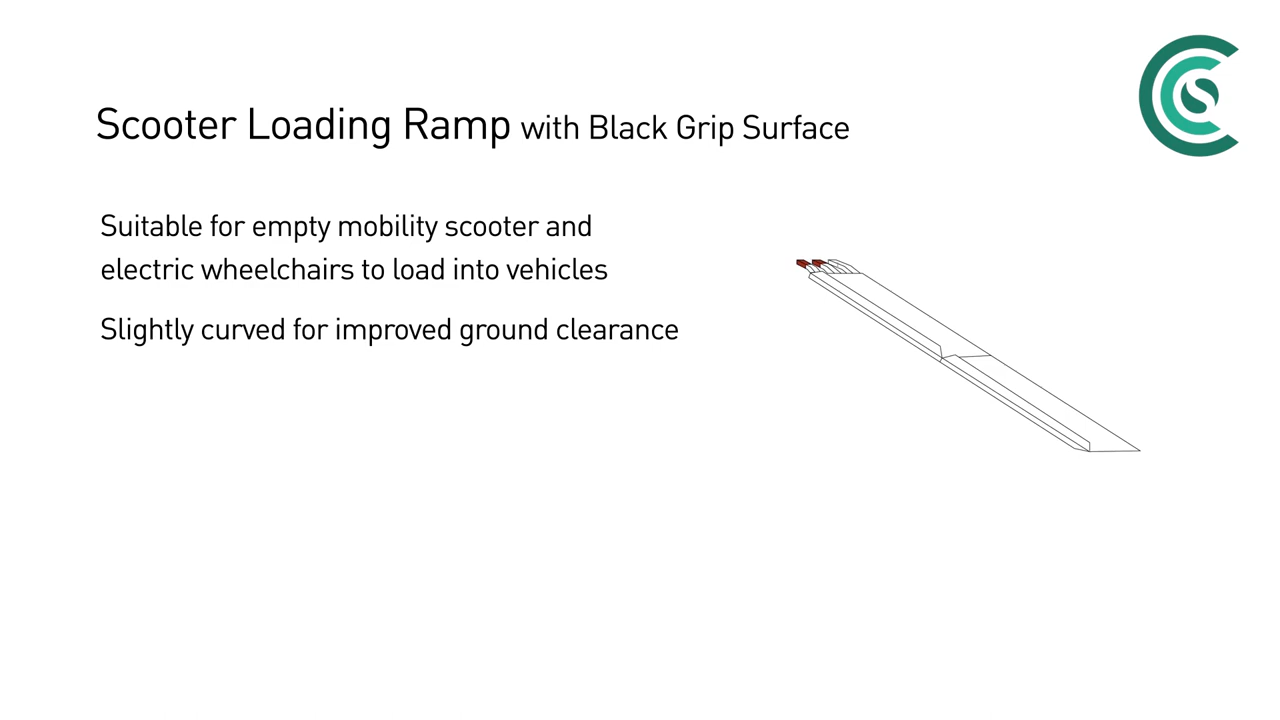 Scooter Loading Ramp with Black Grip Surface
Suitable for empty mobility scooter and
electric wheelchairs to load into vehicles
Slightly curved for improved ground clearance